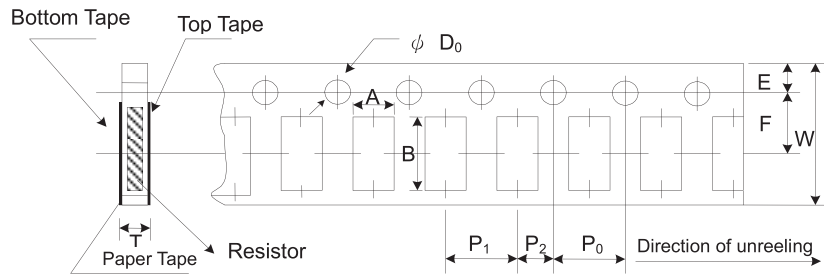 Bottom Tape
Top Tape
ψ D₀
E
A
F
W
B
T
P₁
P₂
P₀
Direction of unreeling
Paper Tape
Resistor